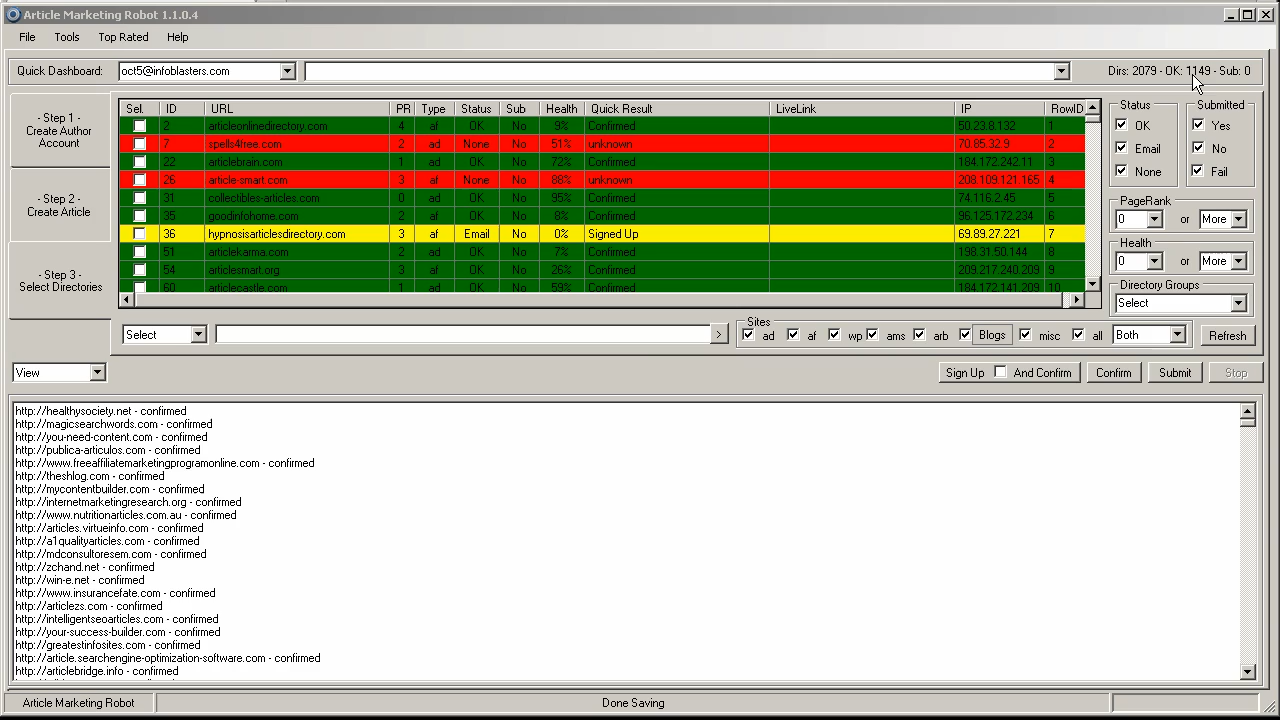 Article Marketing Robot 1.1.0.4
File Tools Top Rated Help
Quick Dashboard: oct5@infoblasters.com Dirs: 2079 - OK: 1149 - Sub: 0
- Step 1 -
Create Author
Account
- Step 2 -
Create Article
- Step 3 -
Select Directories
Sel. ID URL PR Type Status Sub Health Quick Result LiveLink IP RowID
2 articleonlinedirectory.com 4 af OK No 9% Confirmed 50.23.8.132 1
7 spells4free.com 2 ad None No 51% unknown 70.85.32.9 2
22 articlebrain.com 1 ad OK No 72% Confirmed 184.172.242.11 3
26 article-smart.com 3 af None No 88% unknown 208.109.121.165 4
31 collectibles-articles.com 0 ad OK No 95% Confirmed 74.116.2.45 5
35 goodinfohome.com 2 af OK No 8% Confirmed 96.125.172.234 6
36 hypnosisarticlesdirectory.com 3 af Email No 0% Signed Up 69.89.27.221 7
51 articlekarma.com 2 ad OK No 7% Confirmed 198.31.50.144 8
54 articlesmart.org 3 af OK No 26% Confirmed 209.217.240.209 9
60 articlecastle.com 1 ad OK No 59% Confirmed 184.172.141.209 10
Status Submitted
OK Yes
Email No
None Fail
PageRank
0 or More
Health
0 or More
Directory Groups
Select
Select > Sites ad af wp ams arb Blogs misc all Both Refresh
View Sign Up And Confirm Confirm Submit Stop
http://healthysociety.net - confirmed
http://magicsearchwords.com - confirmed
http://you-need-content.com - confirmed
http://publica-articulos.com - confirmed
http://www.freeaffiliatemarketingprogramonline.com - confirmed
http://theshlog.com - confirmed
http://mycontentbuilder.com - confirmed
http://internetmarketingresearch.org - confirmed
http://www.nutritionarticles.com.au - confirmed
http://articles.virtueinfo.com - confirmed
http://a1qualityarticles.com - confirmed
http://mdconsultoresem.com - confirmed
http://zchand.net - confirmed
http://win-e.net - confirmed
http://www.insurancefate.com - confirmed
http://articlezs.com - confirmed
http://intelligentseoarticles.com - confirmed
http://your-success-builder.com - confirmed
http://greatestinfosites.com - confirmed
http://article.searchengine-optimization-software.com - confirmed
http://articlebridge.info - confirmed
Article Marketing Robot Done Saving